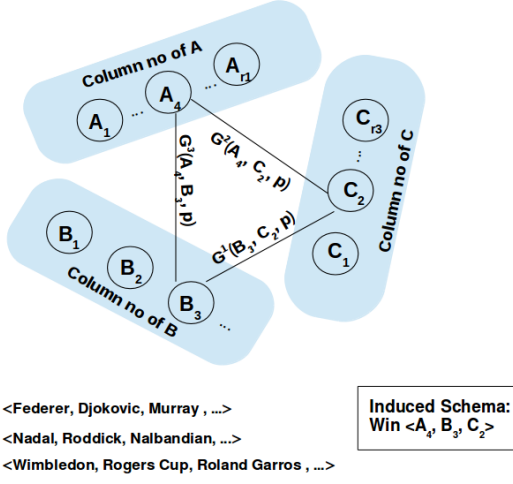 Column no of A
A1 ... A4 ... Ar1
G³(A4, B3, p)
G²(A4, C2, p)
G¹(B3, C2, p)
Cr3
...
C2
C1
Column no of C
B1
B2
B3 ...
Column no of B
<Federer, Djokovic, Murray , ...>
<Nadal, Roddick, Nalbandian, ...>
<Wimbledon, Rogers Cup, Roland Garros , ...>
Induced Schema:
Win <A4, B3, C2>